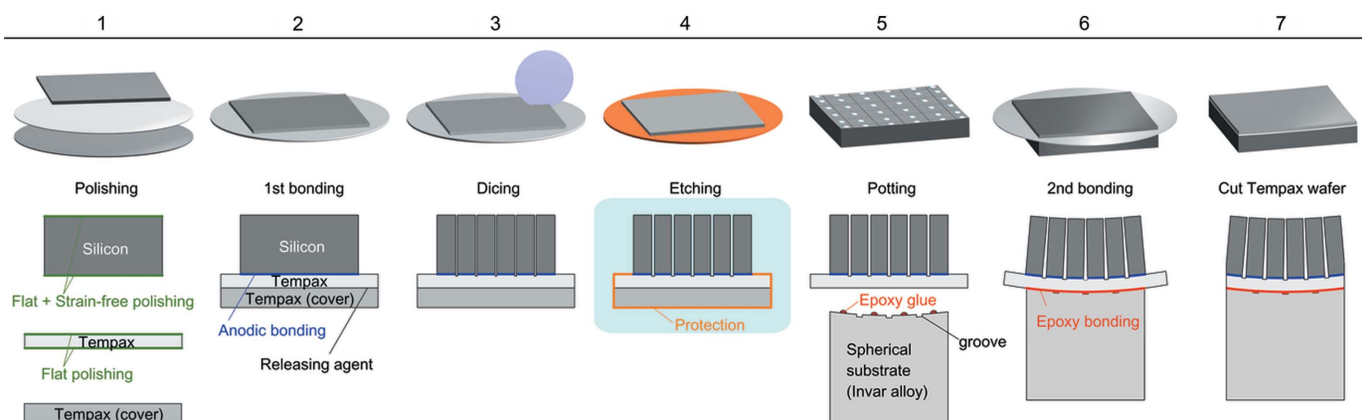 1 2 3 4 5 6 7
Polishing
1st bonding
Dicing
Etching
Potting
2nd bonding
Cut Tempax wafer
Silicon
Flat + Strain-free polishing
Tempax
Flat polishing
Tempax (cover)
Silicon
Tempax
Tempax (cover)
Anodic bonding
Releasing agent
Protection
Epoxy glue
groove
Spherical
substrate
(Invar alloy)
Epoxy bonding